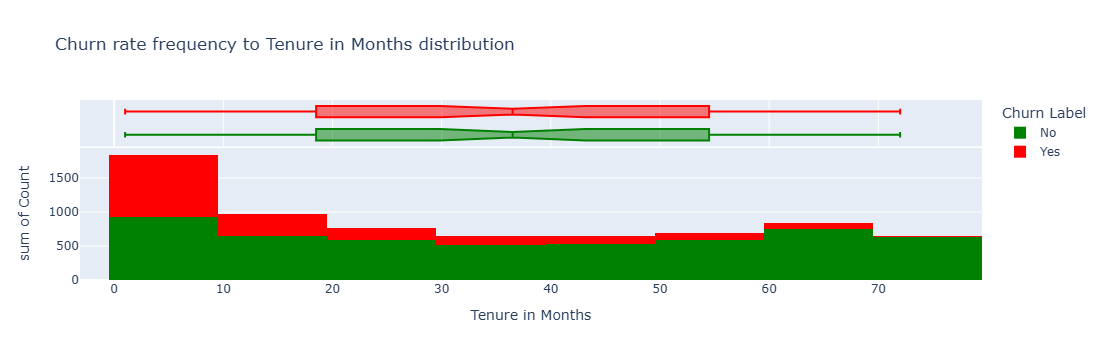 Churn rate frequency to Tenure in Months distribution
Churn Label
No
Yes
sum of Count
1500
1000
500
0
0 10 20 30 40 50 60 70
Tenure in Months